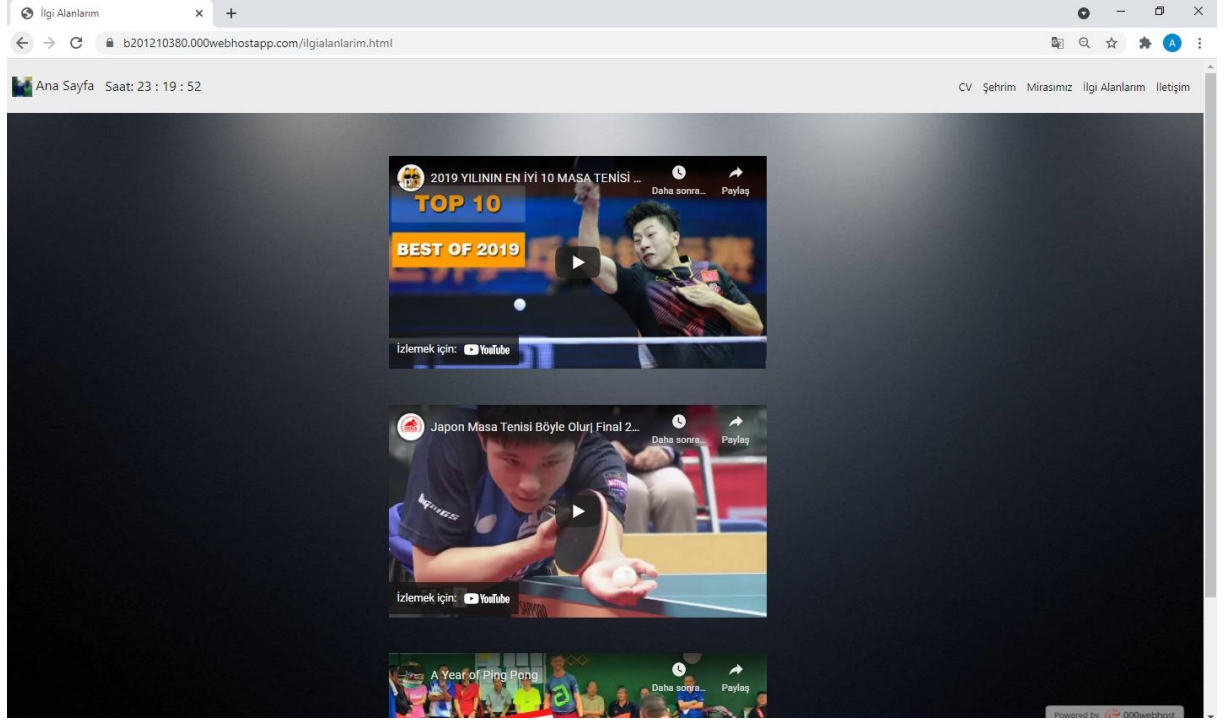 İlgi Alanlarım
b201210380.000webhostapp.com/ilgialanlarim.html
A
Ana Sayfa Saat: 23 : 19 : 52
CV Şehrim Mirasımız İlgi Alanlarım İletişim
2019 YILININ EN İYİ 10 MASA TENİSİ ...
Daha sonra... Paylaş
TOP 10
BEST OF 2019
İzlemek için: YouTube
Japon Masa Tenisi Böyle Olur| Final 2...
Daha sonra... Paylaş
İzlemek için: YouTube
A Year of Ping Pong
Daha sonra... Paylaş
Powered by 000webhost